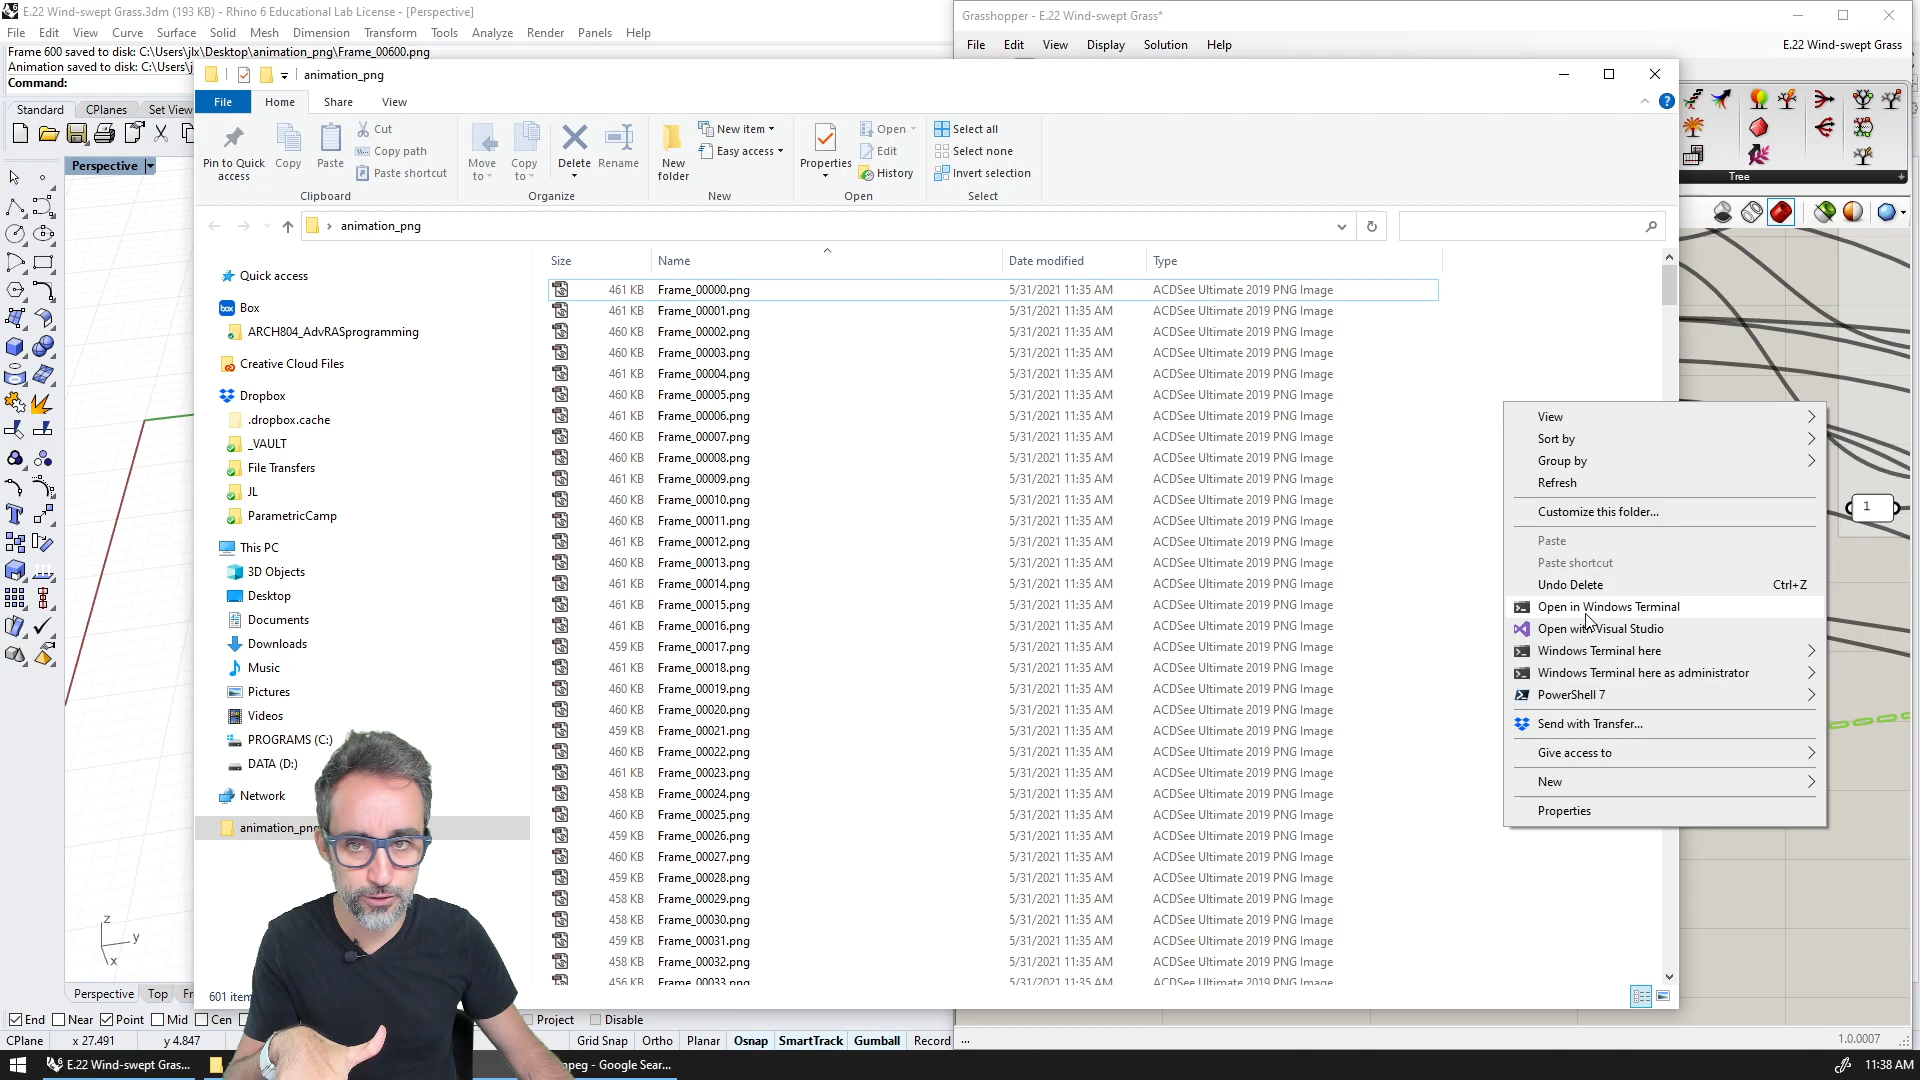 E.22 Wind-swept Grass.3dm (193 KB) - Rhino 6 Educational Lab License - [Perspective]
File Edit View Curve Surface Solid Mesh Dimension Transform Tools Analyze Render Panels Help
Frame 600 saved to disk: C:\Users\jlx\Desktop\animation_png\Frame_00600.png
Animation saved to disk: C:\Users\j
Command:
Standard CPlanes Set View
Perspective
Grasshopper - E.22 Wind-swept Grass*
File Edit View Display Solution Help
E.22 Wind-swept Grass
Tree
1
animation_png
File Home Share View
Pin to Quick access
Copy
Paste
Cut
Copy path
Paste shortcut
Clipboard
Move to
Copy to
Delete
Rename
Organize
New folder
New item
Easy access
New
Properties
Open
Edit
History
Open
Select all
Select none
Invert selection
Select
animation_png
Quick access
Box
ARCH804_AdvRASprogramming
Creative Cloud Files
Dropbox
.dropbox.cache
_VAULT
File Transfers
JL
ParametricCamp
This PC
3D Objects
Desktop
Documents
Downloads
Music
Pictures
Videos
PROGRAMS (C:)
DATA (D:)
Network
animation_png
601 item
Size Name Date modified Type
461 KB Frame_00000.png 5/31/2021 11:35 AM ACDSee Ultimate 2019 PNG Image
461 KB Frame_00001.png 5/31/2021 11:35 AM ACDSee Ultimate 2019 PNG Image
460 KB Frame_00002.png 5/31/2021 11:35 AM ACDSee Ultimate 2019 PNG Image
460 KB Frame_00003.png 5/31/2021 11:35 AM ACDSee Ultimate 2019 PNG Image
461 KB Frame_00004.png 5/31/2021 11:35 AM ACDSee Ultimate 2019 PNG Image
460 KB Frame_00005.png 5/31/2021 11:35 AM ACDSee Ultimate 2019 PNG Image
461 KB Frame_00006.png 5/31/2021 11:35 AM ACDSee Ultimate 2019 PNG Image
460 KB Frame_00007.png 5/31/2021 11:35 AM ACDSee Ultimate 2019 PNG Image
460 KB Frame_00008.png 5/31/2021 11:35 AM ACDSee Ultimate 2019 PNG Image
461 KB Frame_00009.png 5/31/2021 11:35 AM ACDSee Ultimate 2019 PNG Image
460 KB Frame_00010.png 5/31/2021 11:35 AM ACDSee Ultimate 2019 PNG Image
460 KB Frame_00011.png 5/31/2021 11:35 AM ACDSee Ultimate 2019 PNG Image
461 KB Frame_00012.png 5/31/2021 11:35 AM ACDSee Ultimate 2019 PNG Image
460 KB Frame_00013.png 5/31/2021 11:35 AM ACDSee Ultimate 2019 PNG Image
461 KB Frame_00014.png 5/31/2021 11:35 AM ACDSee Ultimate 2019 PNG Image
461 KB Frame_00015.png 5/31/2021 11:35 AM ACDSee Ultimate 2019 PNG Image
461 KB Frame_00016.png 5/31/2021 11:35 AM ACDSee Ultimate 2019 PNG Image
459 KB Frame_00017.png 5/31/2021 11:35 AM ACDSee Ultimate 2019 PNG Image
461 KB Frame_00018.png 5/31/2021 11:35 AM ACDSee Ultimate 2019 PNG Image
460 KB Frame_00019.png 5/31/2021 11:35 AM ACDSee Ultimate 2019 PNG Image
460 KB Frame_00020.png 5/31/2021 11:35 AM ACDSee Ultimate 2019 PNG Image
459 KB Frame_00021.png 5/31/2021 11:35 AM ACDSee Ultimate 2019 PNG Image
460 KB Frame_00022.png 5/31/2021 11:35 AM ACDSee Ultimate 2019 PNG Image
461 KB Frame_00023.png 5/31/2021 11:35 AM ACDSee Ultimate 2019 PNG Image
458 KB Frame_00024.png 5/31/2021 11:35 AM ACDSee Ultimate 2019 PNG Image
460 KB Frame_00025.png 5/31/2021 11:35 AM ACDSee Ultimate 2019 PNG Image
459 KB Frame_00026.png 5/31/2021 11:35 AM ACDSee Ultimate 2019 PNG Image
460 KB Frame_00027.png 5/31/2021 11:35 AM ACDSee Ultimate 2019 PNG Image
459 KB Frame_00028.png 5/31/2021 11:35 AM ACDSee Ultimate 2019 PNG Image
458 KB Frame_00029.png 5/31/2021 11:35 AM ACDSee Ultimate 2019 PNG Image
458 KB Frame_00030.png 5/31/2021 11:35 AM ACDSee Ultimate 2019 PNG Image
459 KB Frame_00031.png 5/31/2021 11:35 AM ACDSee Ultimate 2019 PNG Image
458 KB Frame_00032.png 5/31/2021 11:35 AM ACDSee Ultimate 2019 PNG Image
456 KB Frame_00033.png 5/31/2021 11:35 AM ACDSee Ultimate 2019 PNG Image
View
Sort by
Group by
Refresh
Customize this folder...
Paste
Paste shortcut
Undo Delete Ctrl+Z
Open in Windows Terminal
Open with Visual Studio
Windows Terminal here
Windows Terminal here as administrator
PowerShell 7
Send with Transfer...
Give access to
New
Properties
z
y
x
Perspective Top Fr
End Near Point Mid Cen Project Disable
CPlane x 27.491 y 4.847 Grid Snap Ortho Planar Osnap SmartTrack Gumball Record ...
1.0.0007
E.22 Wind-swept Gras...
peg - Google Sear...
11:38 AM